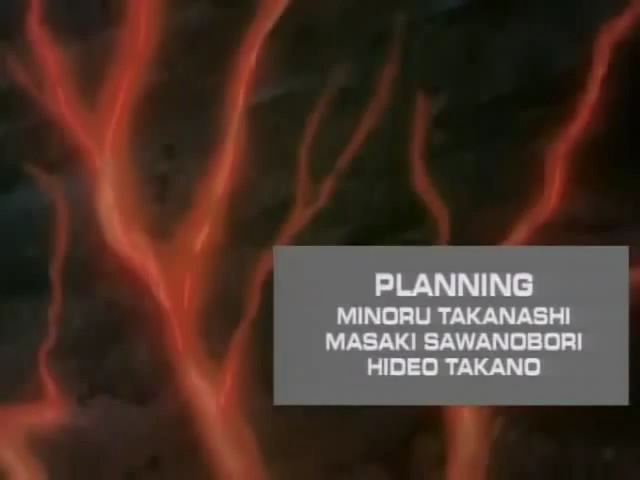 PLANNING
MINORU TAKANASHI
MASAKI SAWANOBORI
HIDEO TAKANO